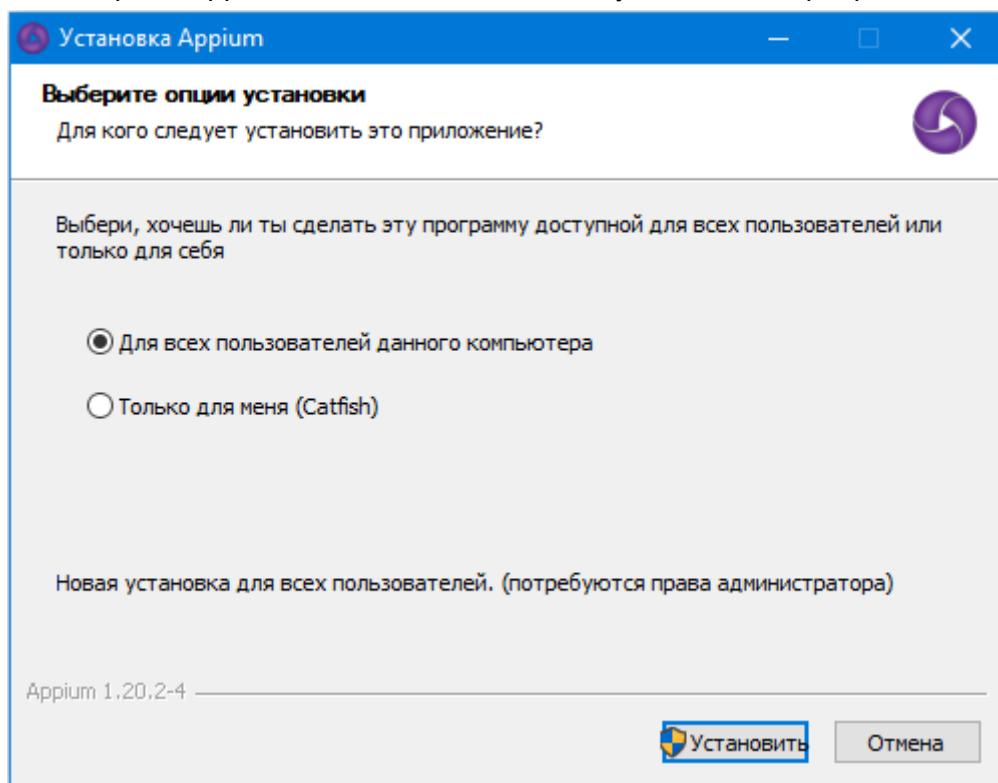 Установка Appium
Выберите опции установки
Для кого следует установить это приложение?
Выбери, хочешь ли ты сделать эту программу доступной для всех пользователей или
только для себя
Для всех пользователей данного компьютера
Только для меня (Catfish)
Новая установка для всех пользователей. (потребуются права администратора)
Appium 1.20.2-4
Установить
Отмена